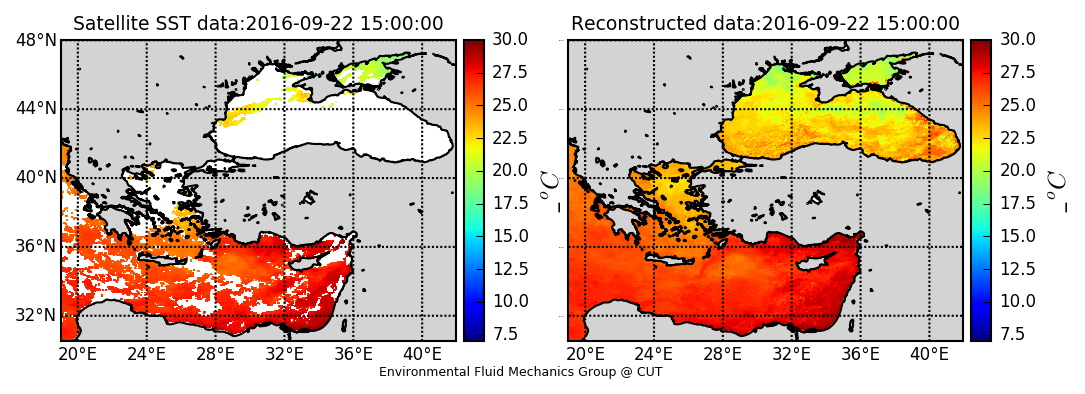 Satellite SST data:2016-09-22 15:00:00
Reconstructed data:2016-09-22 15:00:00
48°N
44°N
40°N
36°N
32°N
20°E 24°E 28°E 32°E 36°E 40°E
30.0
27.5
25.0
22.5
20.0
17.5
15.0
12.5
10.0
7.5
_°C
20°E 24°E 28°E 32°E 36°E 40°E
30.0
27.5
25.0
22.5
20.0
17.5
15.0
12.5
10.0
7.5
_°C
Environmental Fluid Mechanics Group @ CUT